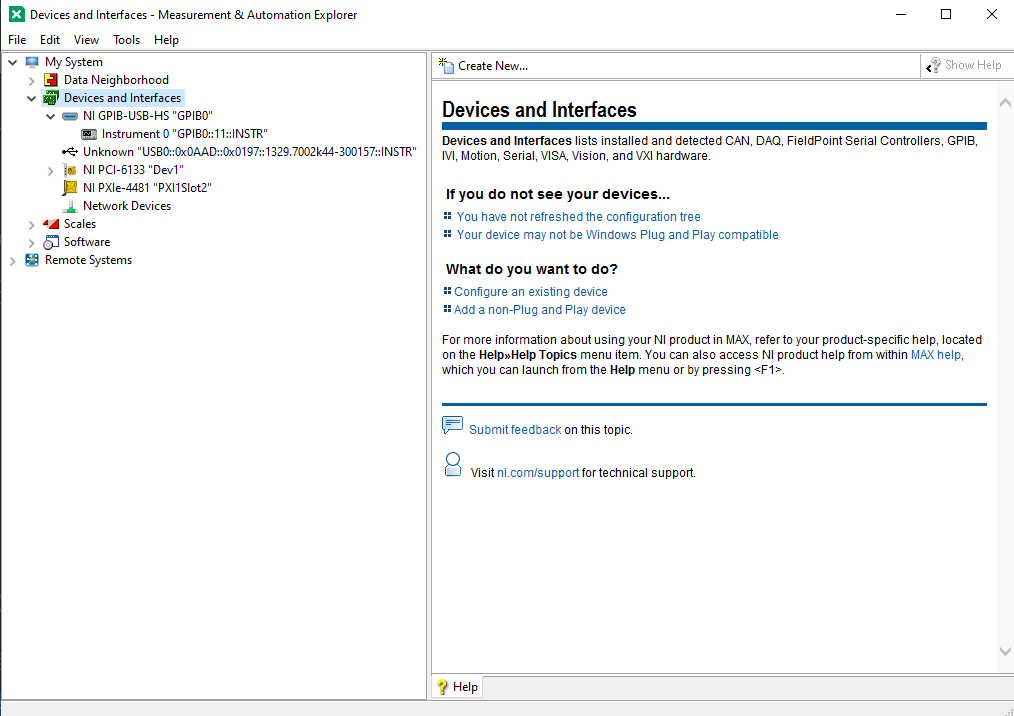 Devices and Interfaces - Measurement & Automation Explorer
File Edit View Tools Help
My System
Data Neighborhood
Devices and Interfaces
NI GPIB-USB-HS "GPIB0"
Instrument 0 "GPIB0::11::INSTR"
Unknown "USB0::0x0AAD::0x0197::1329.7002k44-300157::INSTR"
NI PCI-6133 "Dev1"
NI PXIe-4481 "PXI1Slot2"
Network Devices
Scales
Software
Remote Systems
Create New...
Show Help
Devices and Interfaces
Devices and Interfaces lists installed and detected CAN, DAQ, FieldPoint Serial Controllers, GPIB,
IVI, Motion, Serial, VISA, Vision, and VXI hardware.
If you do not see your devices...
You have not refreshed the configuration tree
Your device may not be Windows Plug and Play compatible
What do you want to do?
Configure an existing device
Add a non-Plug and Play device
For more information about using your NI product in MAX, refer to your product-specific help, located
on the Help»Help Topics menu item. You can also access NI product help from within MAX help,
which you can launch from the Help menu or by pressing <F1>.
Submit feedback on this topic.
Visit ni.com/support for technical support.
Help